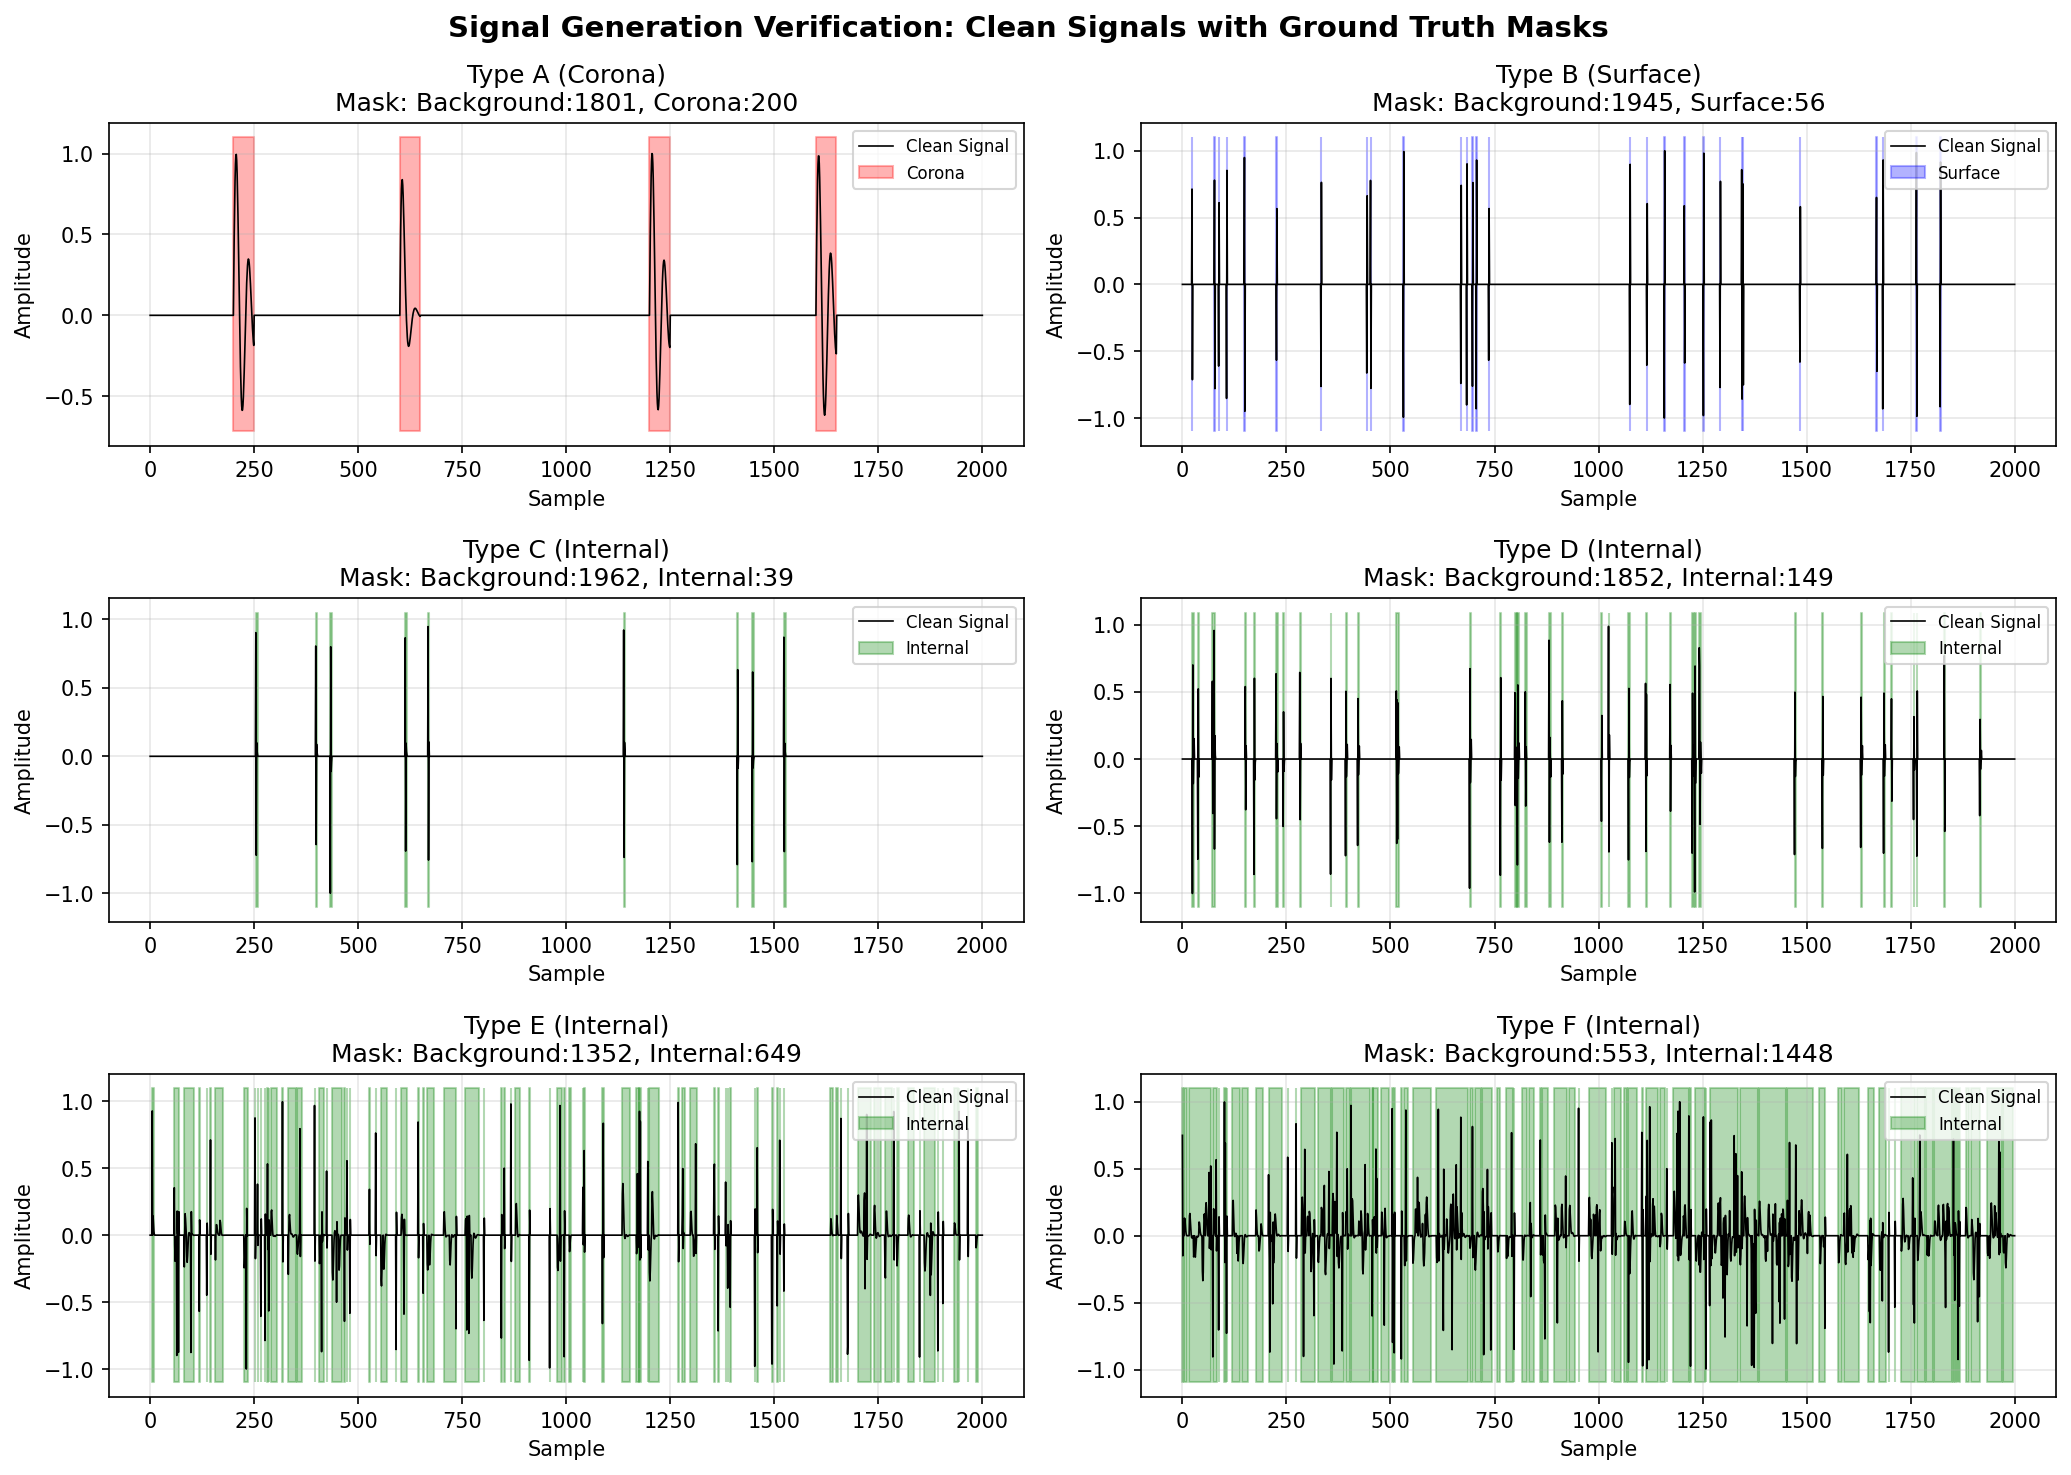 Signal Generation Verification: Clean Signals with Ground Truth Masks
Type A (Corona)
Mask: Background:1801, Corona:200
Amplitude
1.0
0.5
0.0
−0.5
Clean Signal
Corona
0 250 500 750 1000 1250 1500 1750 2000
Sample
Type B (Surface)
Mask: Background:1945, Surface:56
Amplitude
1.0
0.5
0.0
−0.5
−1.0
Clean Signal
Surface
0 250 500 750 1000 1250 1500 1750 2000
Sample
Type C (Internal)
Mask: Background:1962, Internal:39
Amplitude
1.0
0.5
0.0
−0.5
−1.0
Clean Signal
Internal
0 250 500 750 1000 1250 1500 1750 2000
Sample
Type D (Internal)
Mask: Background:1852, Internal:149
Amplitude
1.0
0.5
0.0
−0.5
−1.0
Clean Signal
Internal
0 250 500 750 1000 1250 1500 1750 2000
Sample
Type E (Internal)
Mask: Background:1352, Internal:649
Amplitude
1.0
0.5
0.0
−0.5
−1.0
Clean Signal
Internal
0 250 500 750 1000 1250 1500 1750 2000
Sample
Type F (Internal)
Mask: Background:553, Internal:1448
Amplitude
1.0
0.5
0.0
−0.5
−1.0
Clean Signal
Internal
0 250 500 750 1000 1250 1500 1750 2000
Sample